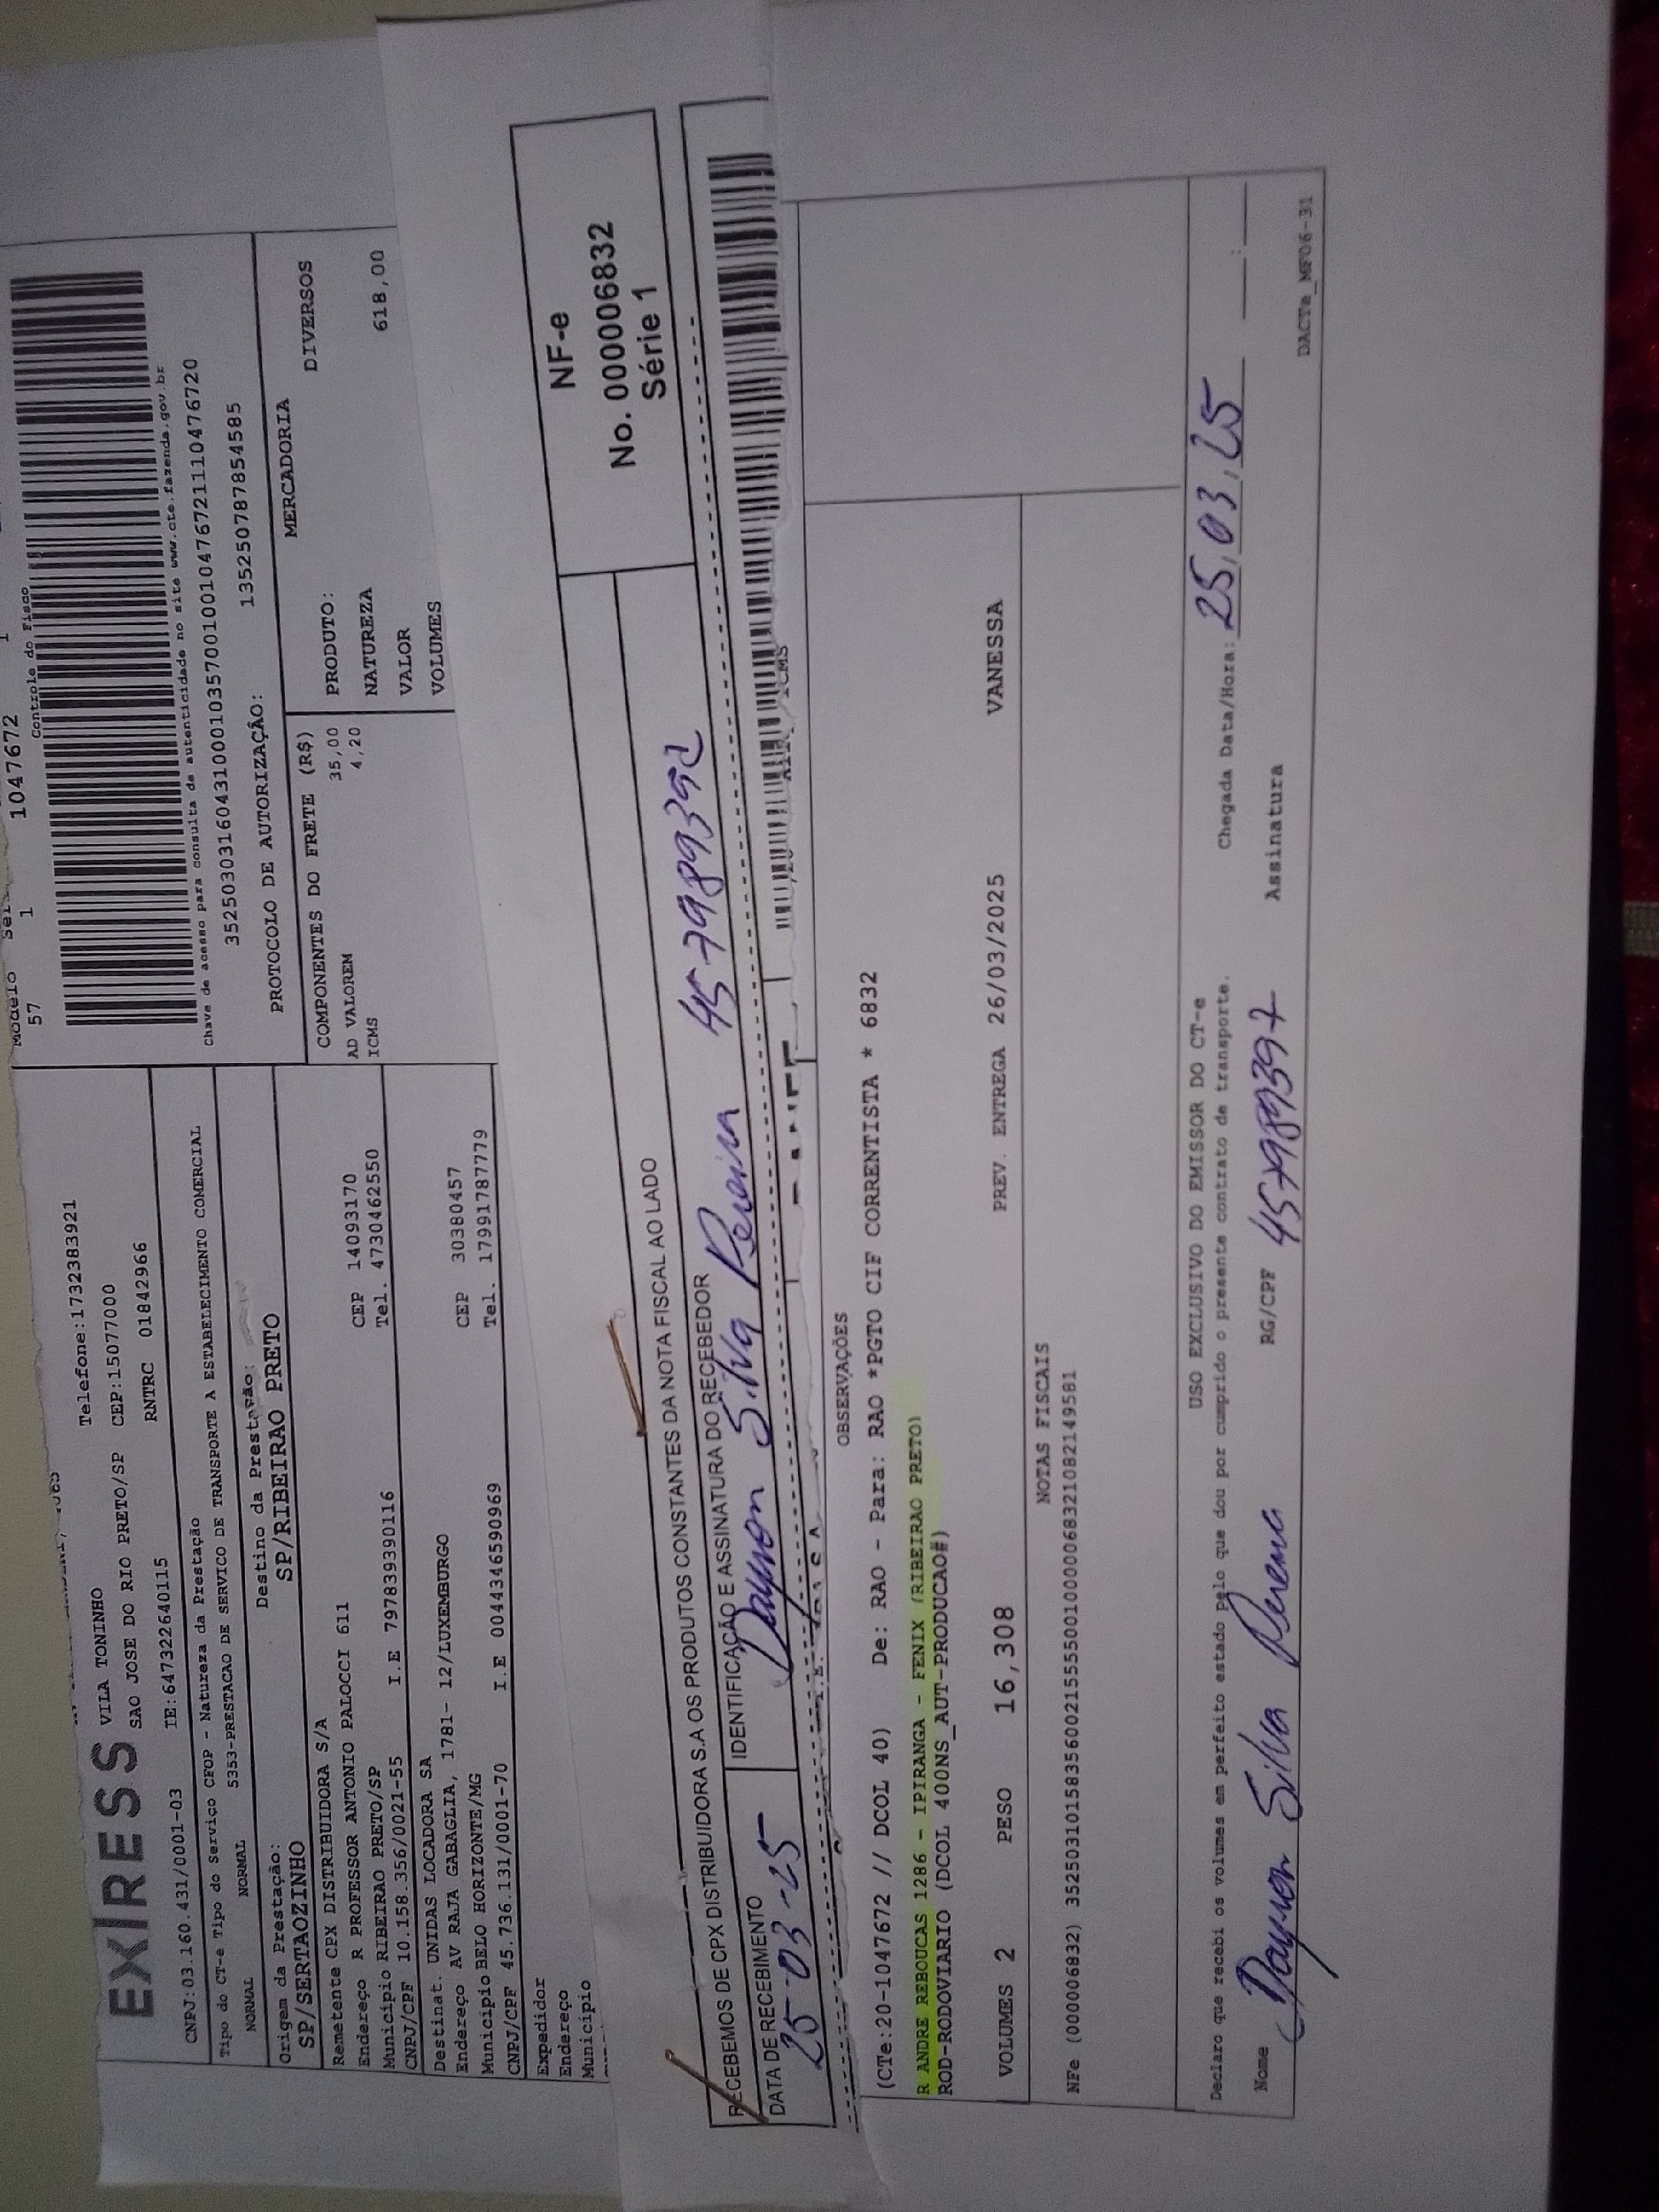 EXPRESS
Telefone:1732383921
VILA TONINHO
SAO JOSE DO RIO PRETO/SP CEP:15077000
CNPJ:03.160.431/0001-03 IE:647322640115 RNTRC 01842966
Tipo do CT-e Tipo do Serviço CFOP - Natureza da Prestação
NORMAL NORMAL 5353-PRESTACAO DE SERVICO DE TRANSPORTE A ESTABELECIMENTO COMERCIAL
Origem da Prestação: Destino da Prestação:
SP/SERTAOZINHO SP/RIBEIRAO PRETO
Remetente CPX DISTRIBUIDORA S/A
Endereço R PROFESSOR ANTONIO PALOCCI 611 CEP 14093170
Município RIBEIRAO PRETO/SP Tel. 4730462550
CNPJ/CPF 10.158.356/0021-55 I.E 797839390116
Destinat. UNIDAS LOCADORA SA
Endereço AV RAJA GABAGLIA, 1781- 12/LUXEMBURGO CEP 30380457
Município BELO HORIZONTE/MG Tel. 17991787779
CNPJ/CPF 45.736.131/0001-70 I.E 0044346590969
Expedidor
Endereço
Município
Modelo
57 1 1047672 1
Controle do Fisco
Chave de acesso para consulta de autenticidade no site www.cte.fazenda.gov.br
35250303160431000103570010010476721110476720
PROTOCOLO DE AUTORIZAÇÃO: 135250787854585
COMPONENTES DO FRETE (R$)
AD VALOREM 35,00
ICMS 4,20
MERCADORIA
PRODUTO: DIVERSOS
NATUREZA
VALOR 618,00
VOLUMES
NF-e
No. 000006832
Série 1
RECEBEMOS DE CPX DISTRIBUIDORA S.A OS PRODUTOS CONSTANTES DA NOTA FISCAL AO LADO
DATA DE RECEBIMENTO IDENTIFICAÇÃO E ASSINATURA DO RECEBEDOR
25-03-25 Dayson Silva Pereira
OBSERVAÇÕES
(CTe:20-1047672 // DCOL 40) De: RAO - Para: RAO *PGTO CIF CORRENTISTA * 6832
R ANDRE REBOUCAS 1286 - IPIRANGA - FENIX (RIBEIRAO PRETO)
ROD-RODOVIARIO (DCOL 400NS_AUT-PRODUCAO#)
VOLUMES 2 PESO 16,308 PREV. ENTREGA 26/03/2025 VANESSA
NOTAS FISCAIS
NFe (000006832) 35250310158356002155550010000068321082149581
USO EXCLUSIVO DO EMISSOR DO CT-e
Declaro que recebi os volumes em perfeito estado pelo que dou por cumprido o presente contrato de transporte. Chegada Data/Hora: 25,03,25
Nome Dayson Silva Pereira RG/CPF 457989397 Assinatura
DACTe_MF06-31